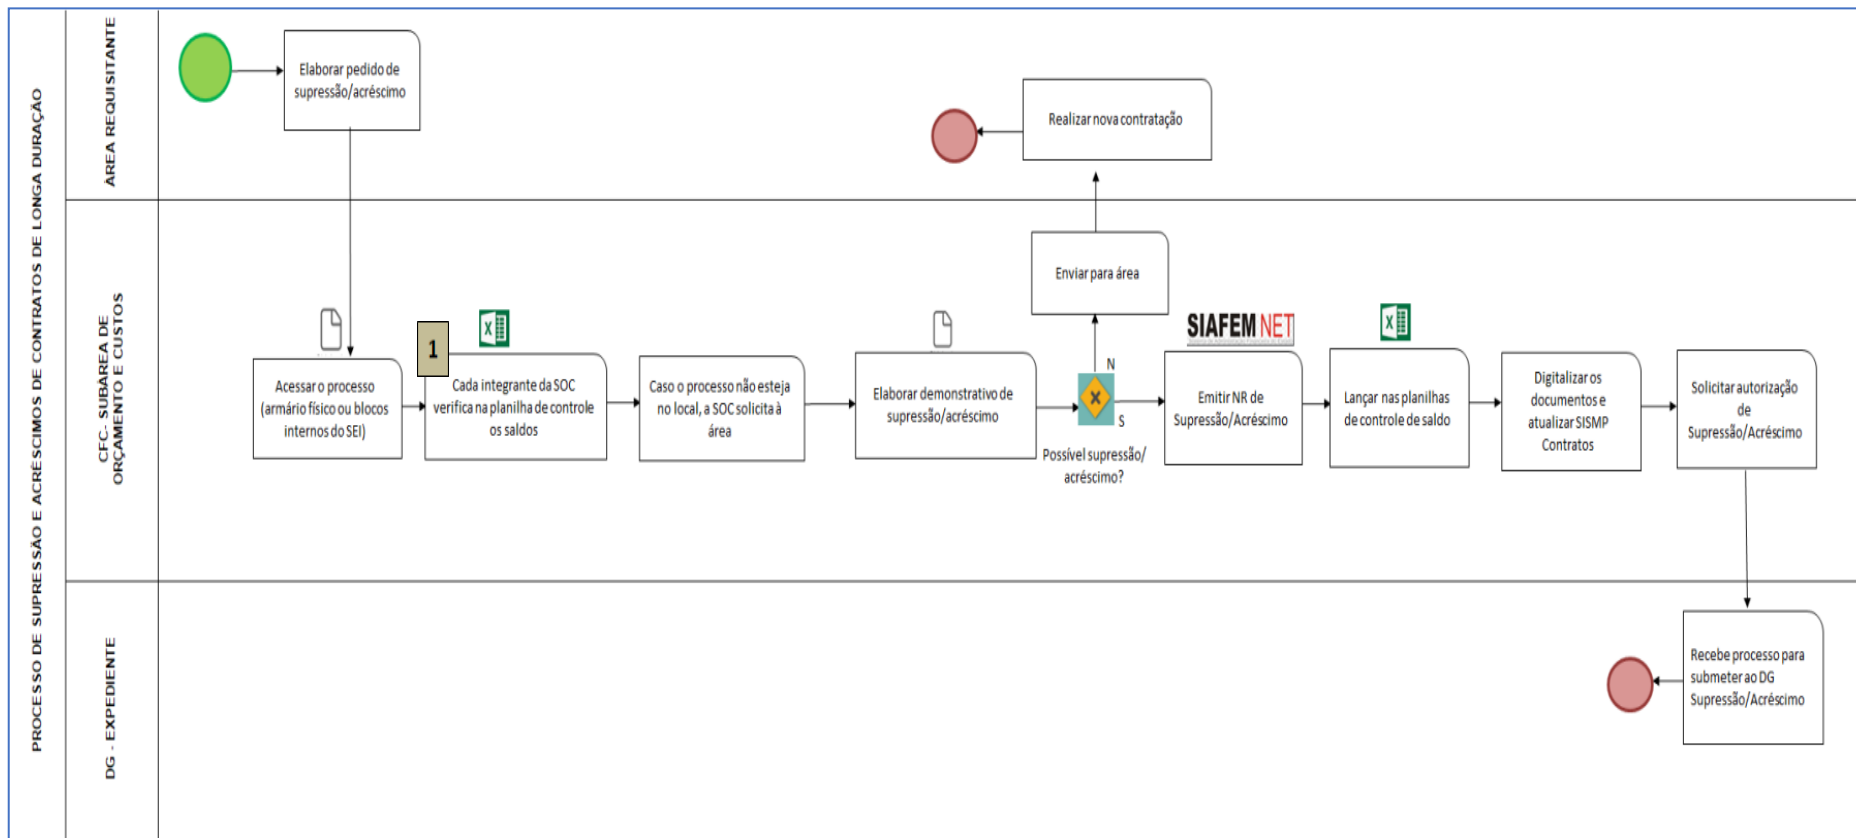 PROCESSO DE SUPRESSÃO E ACRÉSCIMOS DE CONTRATOS DE LONGA DURAÇÃO
ÁREA REQUISITANTE
Elaborar pedido de
supressão/acréscimo
Realizar nova contratação
CFC- SUBÁREA DE
ORÇAMENTO E CUSTOS
Enviar para área
Acessar o processo
(armário físico ou blocos
internos do SEI)
1
X
Cada integrante da SOC
verifica na planilha de controle
os saldos
Caso o processo não esteja
no local, a SOC solicita à
área
Elaborar demonstrativo de
supressão/acréscimo
N
S
Possível supressão/
acréscimo?
SIAFEM NET
Emitir NR de
Supressão/Acréscimo
X
Lançar nas planilhas
de controle de saldo
Digitalizar os
documentos e
atualizar SISMP
Contratos
Solicitar autorização
de
Supressão/Acréscimo
DG - EXPEDIENTE
Recebe processo para
submeter ao DG
Supressão/Acréscimo